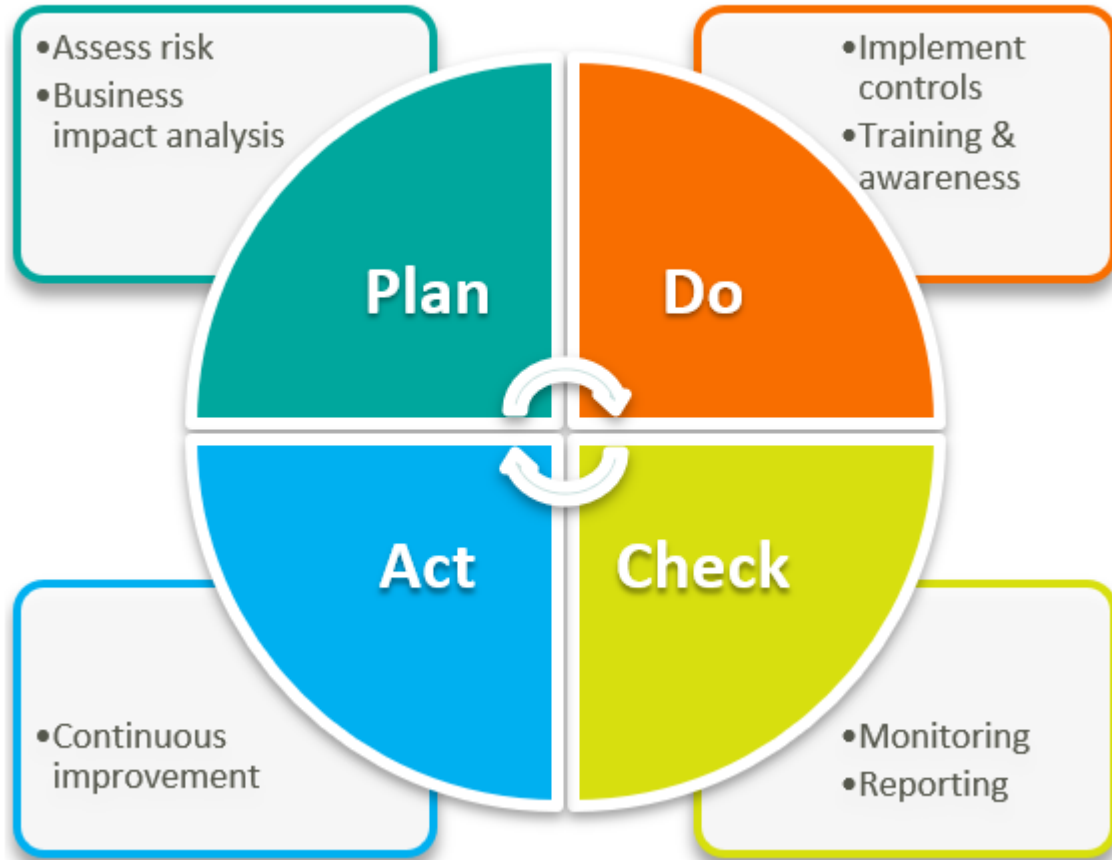 •Assess risk
•Business
impact analysis
•Implement
controls
•Training &
awareness
Plan
Do
Act
Check
•Continuous
improvement
•Monitoring
•Reporting